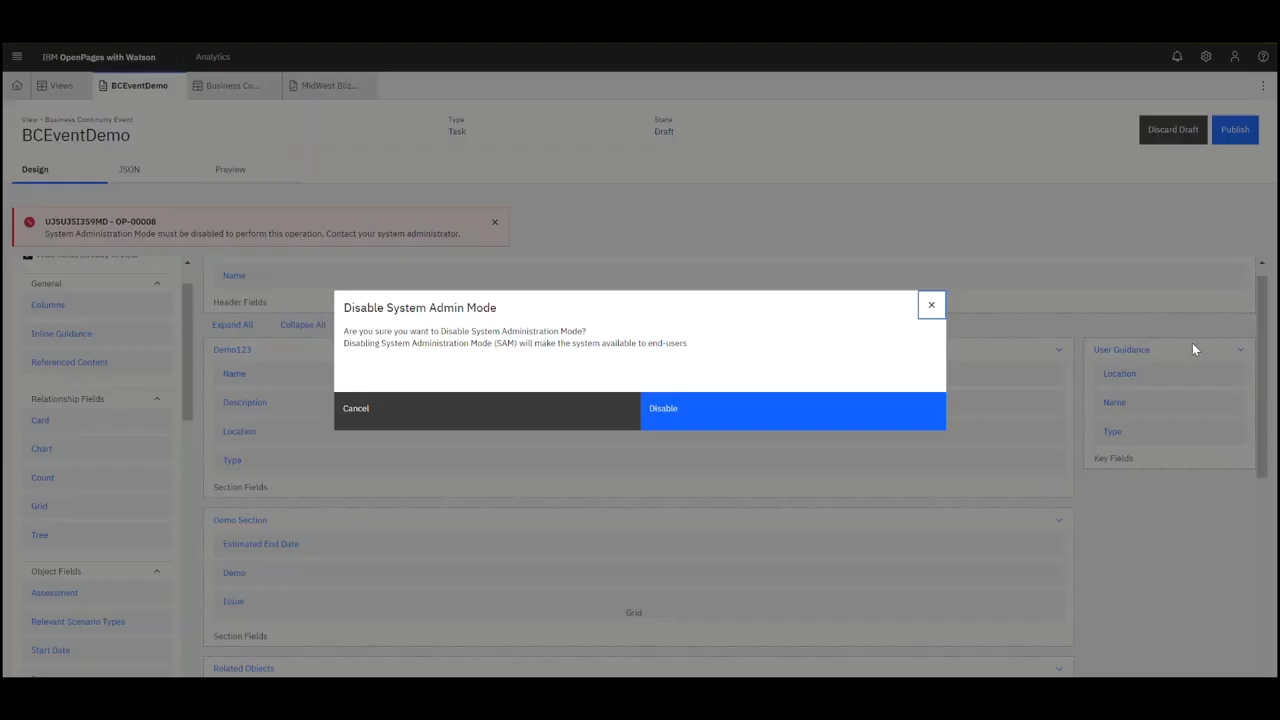 IBM OpenPages with Watson
Analytics
Views
BCEventDemo
Business Co...
MidWest Bliz...
View - Business Continuity Event
BCEventDemo
Type
Task
State
Draft
Discard Draft
Publish
Design
JSON
Preview
UJSUJ5I3S9MD - OP-00008
System Administration Mode must be disabled to perform this operation. Contact your system administrator.
General
Columns
Inline Guidance
Referenced Content
Relationship Fields
Card
Chart
Count
Grid
Tree
Object Fields
Assessment
Relevant Scenario Types
Start Date
Name
Header Fields
Expand All
Collapse All
Demo123
Name
Description
Location
Type
Section Fields
Demo Section
Estimated End Date
Demo
Issue
Grid
Section Fields
Related Objects
User Guidance
Location
Name
Type
Key Fields
Disable System Admin Mode
Are you sure you want to Disable System Administration Mode?
Disabling System Administration Mode (SAM) will make the system available to end-users
Cancel
Disable